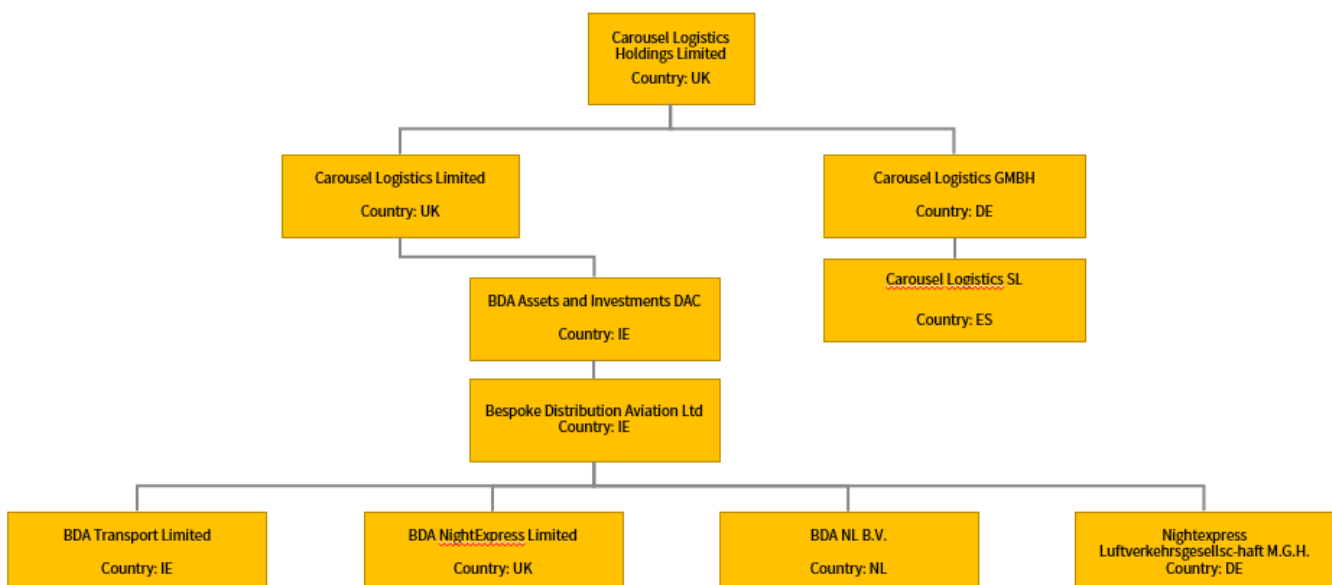 Carousel Logistics
Holdings Limited
Country: UK
Carousel Logistics Limited
Country: UK
Carousel Logistics GMBH
Country: DE
Carousel Logistics SL
Country: ES
BDA Assets and Investments DAC
Country: IE
Bespoke Distribution Aviation Ltd
Country: IE
BDA Transport Limited
Country: IE
BDA NightExpress Limited
Country: UK
BDA NL B.V.
Country: NL
Nightexpress
Luftverkehrsgesellsc-haft M.G.H.
Country: DE